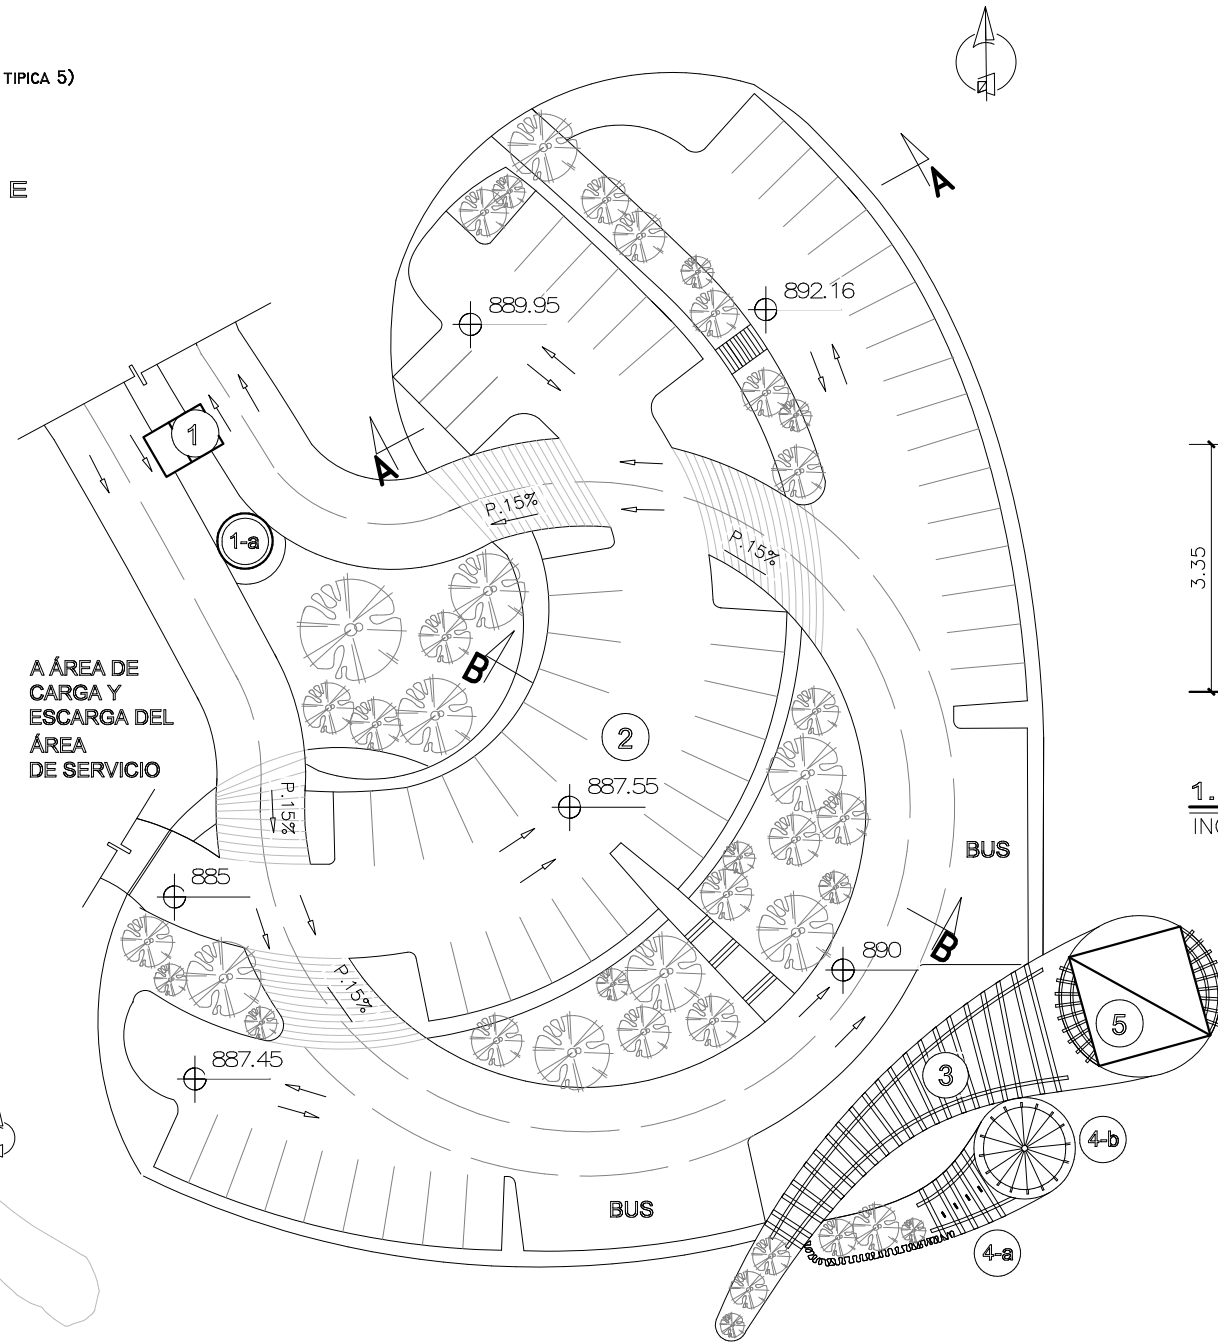 TIPICA 5)
E
A
892.16
889.95
1
A
P.15%
P.15%
1-a
3.35
A ÁREA DE
CARGA Y
ESCARGA DEL
ÁREA
DE SERVICIO
B
2
887.55
P.15%
1.
INC
BUS
885
B
890
P.15%
5
887.45
3
4-b
BUS
4-a